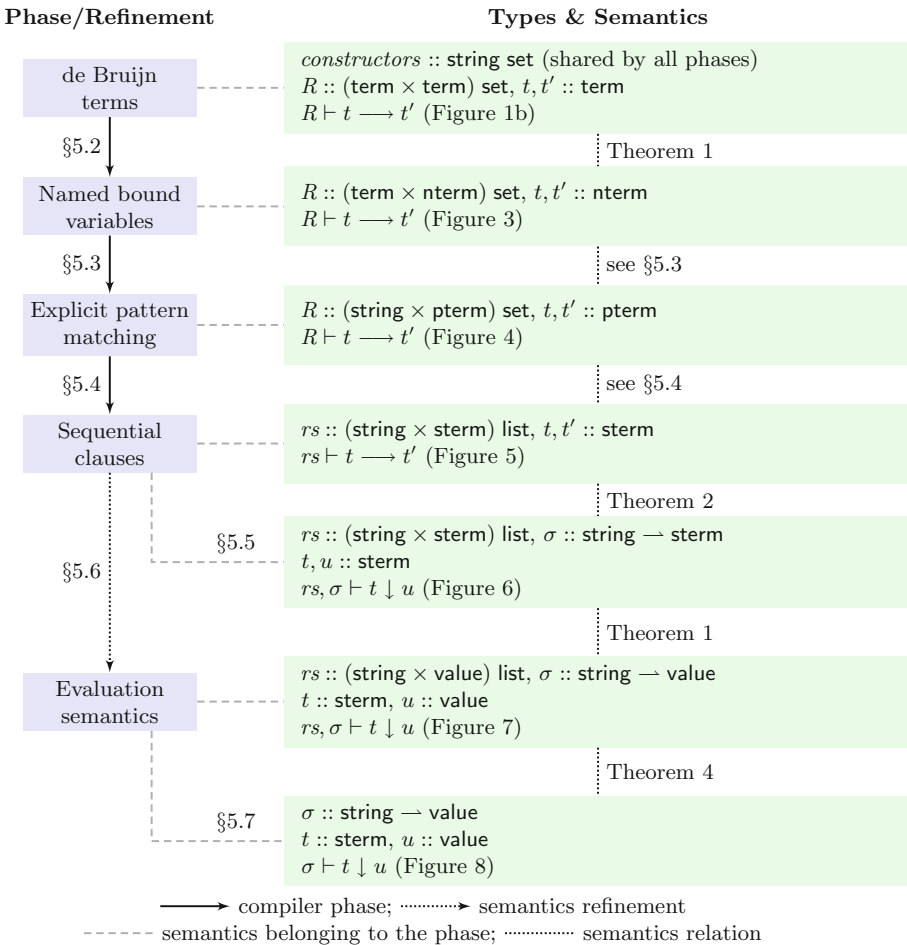 Phase/Refinement
Types & Semantics
de Bruijn
terms
constructors :: string set (shared by all phases)
R :: (term × term) set, t, t′ :: term
R ⊢ t ⟶ t′ (Figure 1b)
§5.2
Theorem 1
Named bound
variables
R :: (term × nterm) set, t, t′ :: nterm
R ⊢ t ⟶ t′ (Figure 3)
§5.3
see §5.3
Explicit pattern
matching
R :: (string × pterm) set, t, t′ :: pterm
R ⊢ t ⟶ t′ (Figure 4)
§5.4
see §5.4
Sequential
clauses
rs :: (string × sterm) list, t, t′ :: sterm
rs ⊢ t ⟶ t′ (Figure 5)
Theorem 2
§5.5
rs :: (string × sterm) list, σ :: string ⇀ sterm
t, u :: sterm
rs, σ ⊢ t ↓ u (Figure 6)
§5.6
Theorem 1
Evaluation
semantics
rs :: (string × value) list, σ :: string ⇀ value
t :: sterm, u :: value
rs, σ ⊢ t ↓ u (Figure 7)
Theorem 4
§5.7
σ :: string ⇀ value
t :: sterm, u :: value
σ ⊢ t ↓ u (Figure 8)
compiler phase; semantics refinement
semantics belonging to the phase; semantics relation